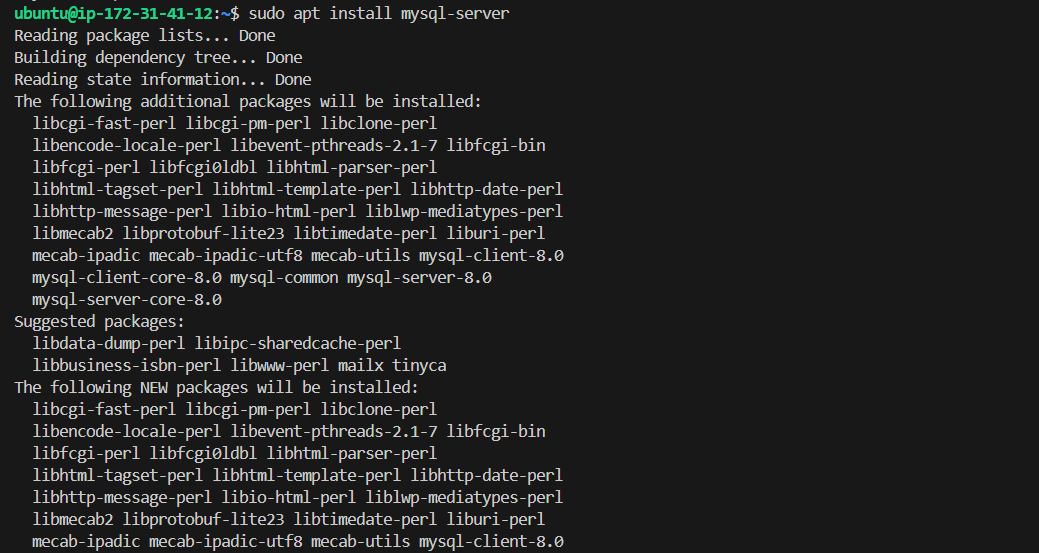 ubuntu@ip-172-31-41-12:~$ sudo apt install mysql-server
Reading package lists... Done
Building dependency tree... Done
Reading state information... Done
The following additional packages will be installed:
  libcgi-fast-perl libcgi-pm-perl libclone-perl
  libencode-locale-perl libevent-pthreads-2.1-7 libfcgi-bin
  libfcgi-perl libfcgi0ldbl libhtml-parser-perl
  libhtml-tagset-perl libhtml-template-perl libhttp-date-perl
  libhttp-message-perl libio-html-perl liblwp-mediatypes-perl
  libmecab2 libprotobuf-lite23 libtimedate-perl liburi-perl
  mecab-ipadic mecab-ipadic-utf8 mecab-utils mysql-client-8.0
  mysql-client-core-8.0 mysql-common mysql-server-8.0
  mysql-server-core-8.0
Suggested packages:
  libdata-dump-perl libipc-sharedcache-perl
  libbusiness-isbn-perl libwww-perl mailx tinyca
The following NEW packages will be installed:
  libcgi-fast-perl libcgi-pm-perl libclone-perl
  libencode-locale-perl libevent-pthreads-2.1-7 libfcgi-bin
  libfcgi-perl libfcgi0ldbl libhtml-parser-perl
  libhtml-tagset-perl libhtml-template-perl libhttp-date-perl
  libhttp-message-perl libio-html-perl liblwp-mediatypes-perl
  libmecab2 libprotobuf-lite23 libtimedate-perl liburi-perl
  mecab-ipadic mecab-ipadic-utf8 mecab-utils mysql-client-8.0